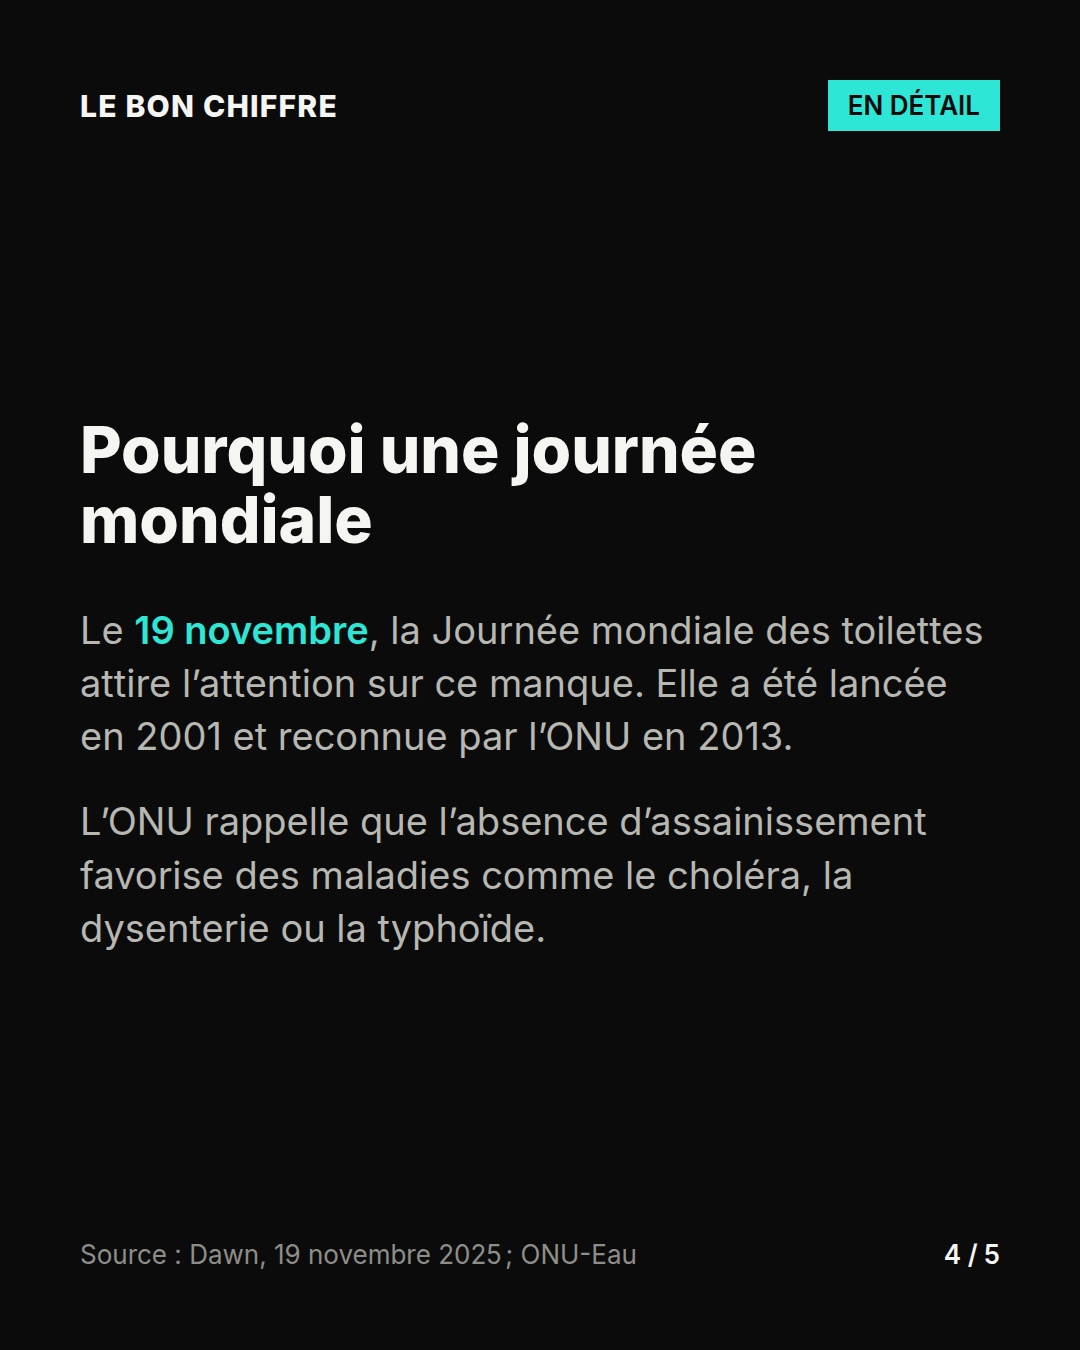 LE BON CHIFFRE
EN DÉTAIL
Pourquoi une journée
mondiale
Le 19 novembre, la Journée mondiale des toilettes
attire l’attention sur ce manque. Elle a été lancée
en 2001 et reconnue par l’ONU en 2013.
L’ONU rappelle que l’absence d’assainissement
favorise des maladies comme le choléra, la
dysenterie ou la typhoïde.
Source : Dawn, 19 novembre 2025 ; ONU-Eau
4 / 5